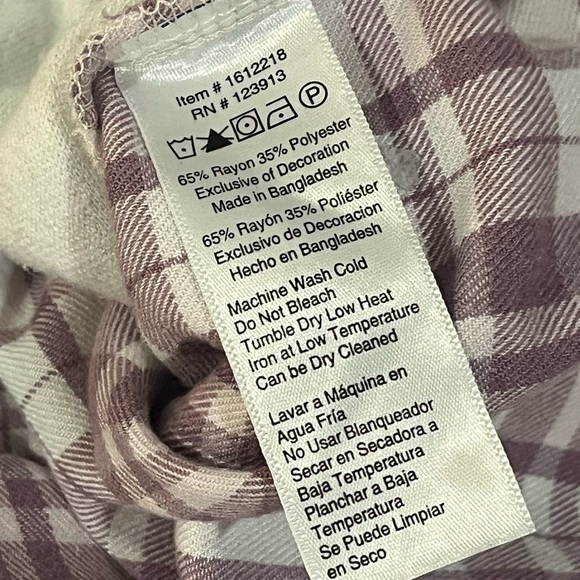 Item # 1612218
RN # 123913
P
65% Rayon 35% Polyester
Exclusive of Decoration
Made in Bangladesh
65% Rayón 35% Poliéster
Exclusivo de Decoracion
Hecho en Bangladesh
Machine Wash Cold
Do Not Bleach
Tumble Dry Low Heat
Iron at Low Temperature
Can be Dry Cleaned
Lavar a Máquina en
Agua Fría
No Usar Blanqueador
Secar en Secadora a
Baja Temperatura
Planchar a Baja
Temperatura
Se Puede Limpiar
en Seco